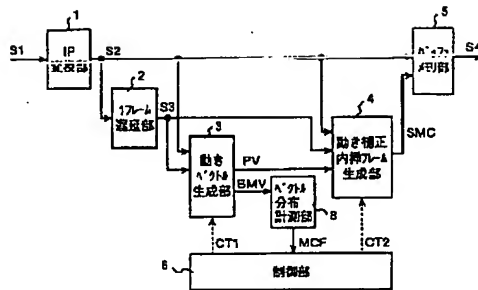 1
5
S1
IP
変換部
S2
バッファ
メモリ部
S4
2
1フレーム
遅延部
S3
3
4
動き
ベクトル
生成部
動き補正
内挿フレーム
生成部
SMC
PV
BMV
ベクトル
分布
計測部
8
CT1
MCF
CT2
6
制御部